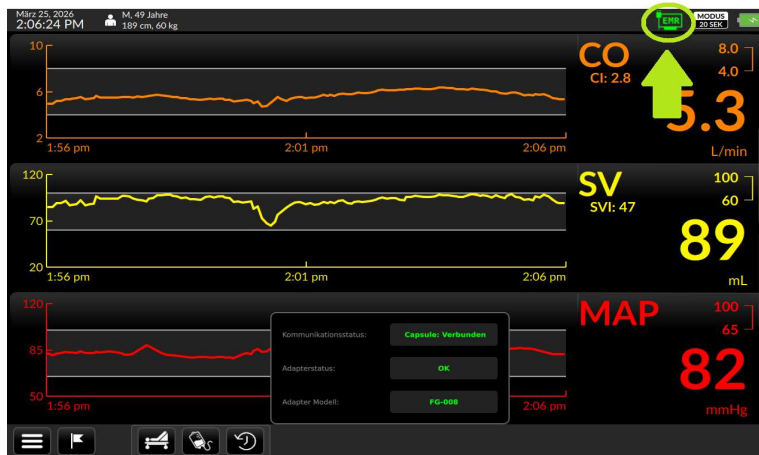 März 25, 2026
2:06:24 PM
M, 49 Jahre
189 cm, 60 kg
EMR
MODUS
20 SEK
10
6
2
1:56 pm
2:01 pm
2:06 pm
CO
CI: 2.8
8.0
4.0
5.3
L/min
120
70
20
1:56 pm
2:01 pm
2:06 pm
SV
SVI: 47
100
60
89
mL
120
85
50
1:56 pm
2:06 pm
MAP
100
65
82
mmHg
Kommunikationsstatus: Capsule: Verbunden
Adapterstatus: OK
Adapter Modell: FG-008